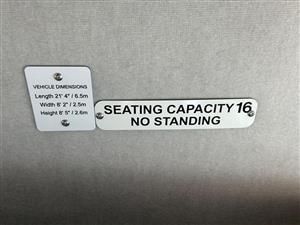 VEHICLE DIMENSIONS
Length 21' 4" / 6.5m
Width 8' 2" / 2.5m
Height 8' 5" / 2.6m
SEATING CAPACITY 16
NO STANDING